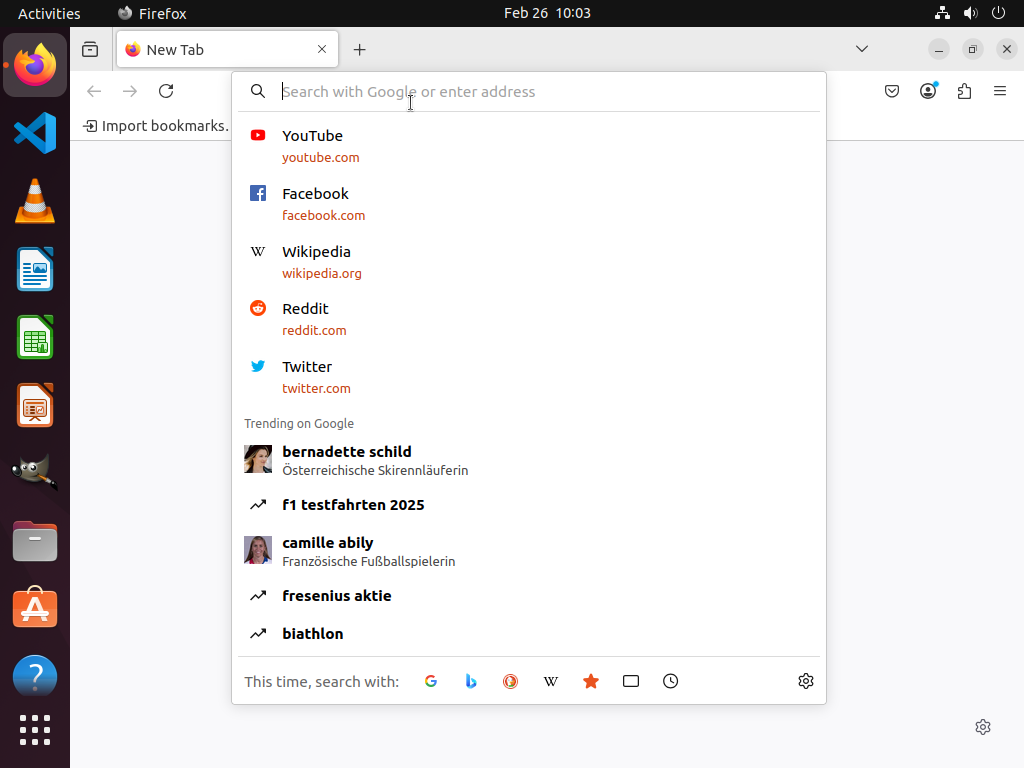 Activities
Firefox
Feb 26 10:03
New Tab
Search with Google or enter address
Import bookmarks.
YouTube
youtube.com
Facebook
facebook.com
W
Wikipedia
wikipedia.org
Reddit
reddit.com
Twitter
twitter.com
Trending on Google
bernadette schild
Österreichische Skirennläuferin
f1 testfahrten 2025
camille abily
Französische Fußballspielerin
fresenius aktie
biathlon
This time, search with:
W